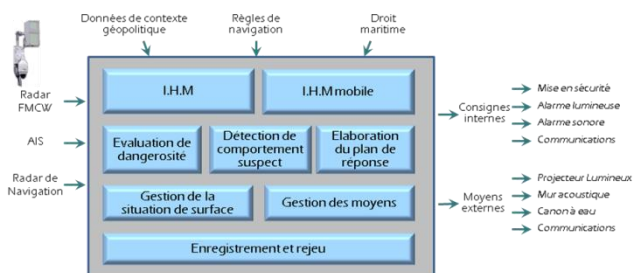 Données de contexte
géopolitique
Règles de
navigation
Droit
maritime
Radar
FMCW
AIS
Radar de
Navigation
I.H.M
I.H.M mobile
Evaluation de
dangerosité
Détection de
comportement
suspect
Elaboration
du plan de
réponse
Gestion de la
situation de surface
Gestion des moyens
Enregistrement et rejeu
Consignes
internes
Mise en sécurité
Alarme lumineuse
Alarme sonore
Communications
Moyens
externes
Projecteur Lumineux
Mur acoustique
Canon à eau
Communications